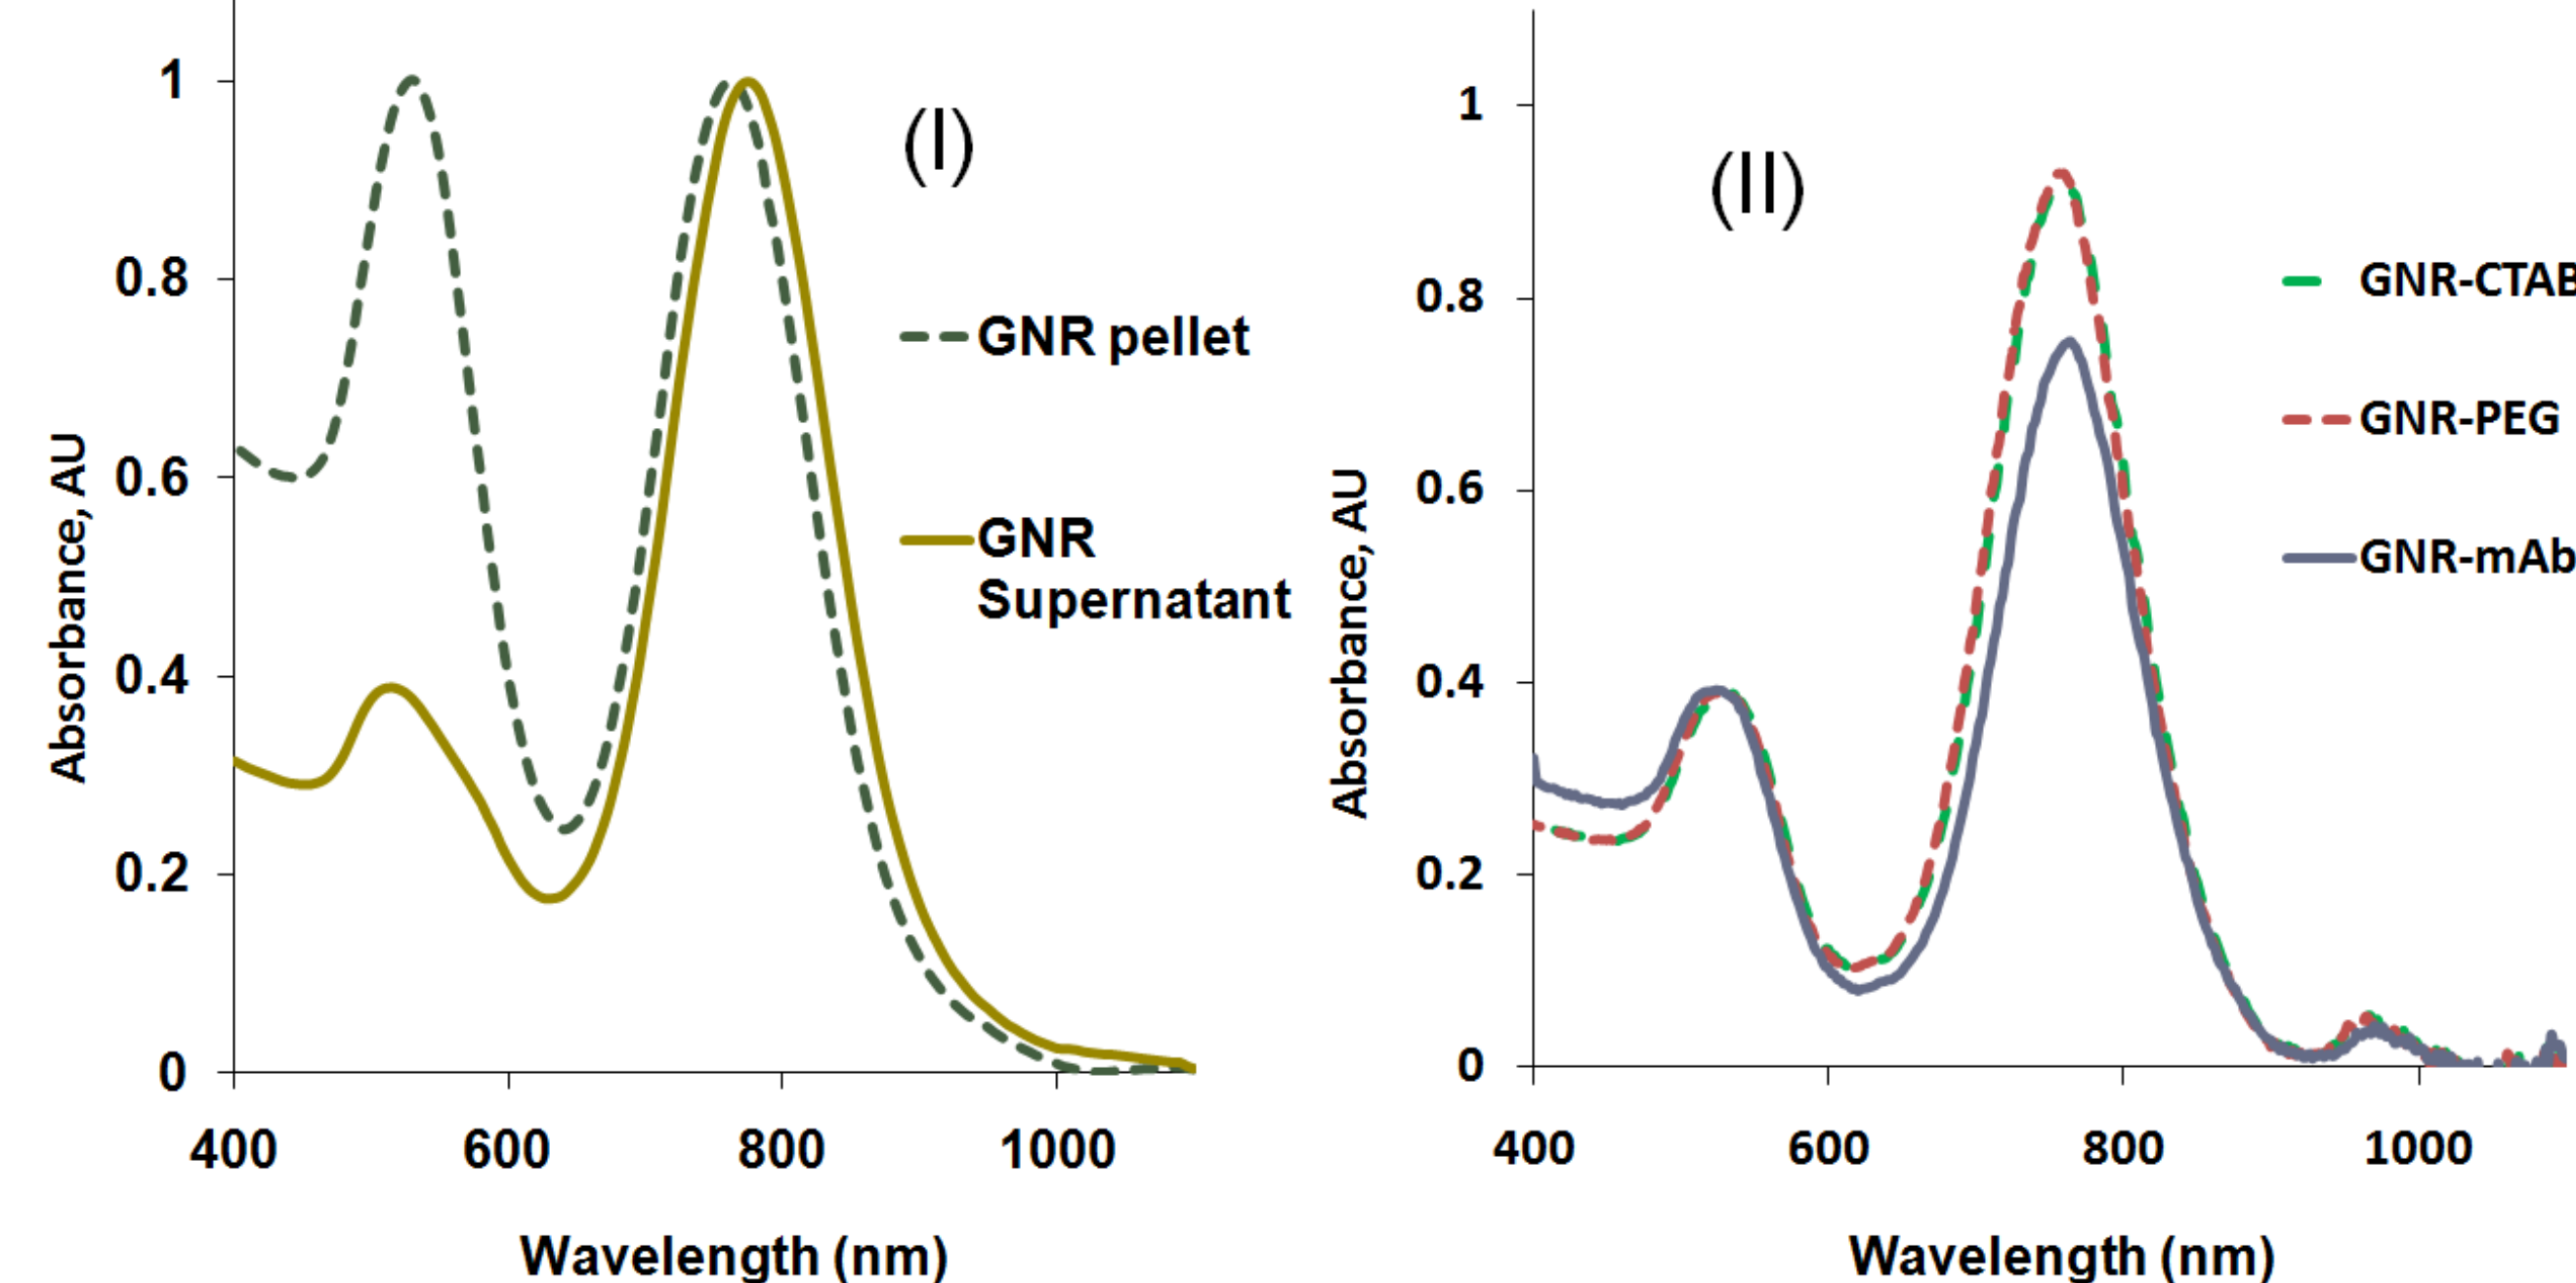 (I)
1
0.8
0.6
0.4
0.2
0
Absorbance, AU
GNR pellet
GNR
Supernatant
400 600 800 1000
Wavelength (nm)
(II)
1
0.8
0.6
0.4
0.2
0
Absorbance, AU
GNR-CTAB
GNR-PEG
GNR-mAb
400 600 800 1000
Wavelength (nm)